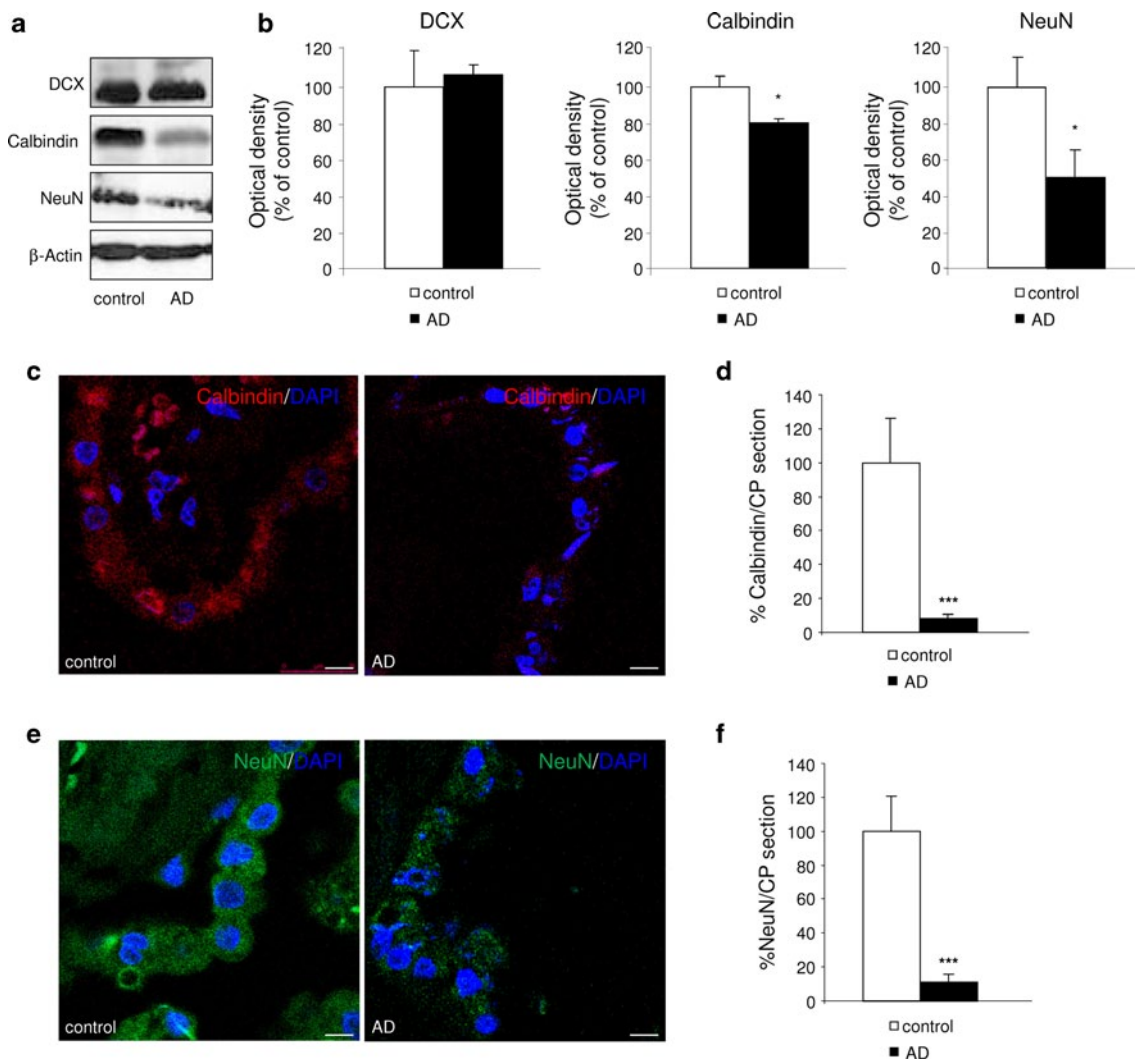 a
DCX
Calbindin
NeuN
β-Actin
control AD
b
DCX
Optical density
(% of control)
120
100
80
60
40
20
0
control
AD
Calbindin
Optical density
(% of control)
120
100
80
60
40
20
0
*
control
AD
NeuN
Optical density
(% of control)
120
100
80
60
40
20
0
*
control
AD
c
Calbindin/DAPI
control
Calbindin/DAPI
AD
d
% Calbindin/CP section
140
120
100
80
60
40
20
0
***
control
AD
e
NeuN/DAPI
control
NeuN/DAPI
AD
f
%NeuN/CP section
140
120
100
80
60
40
20
0
***
control
AD